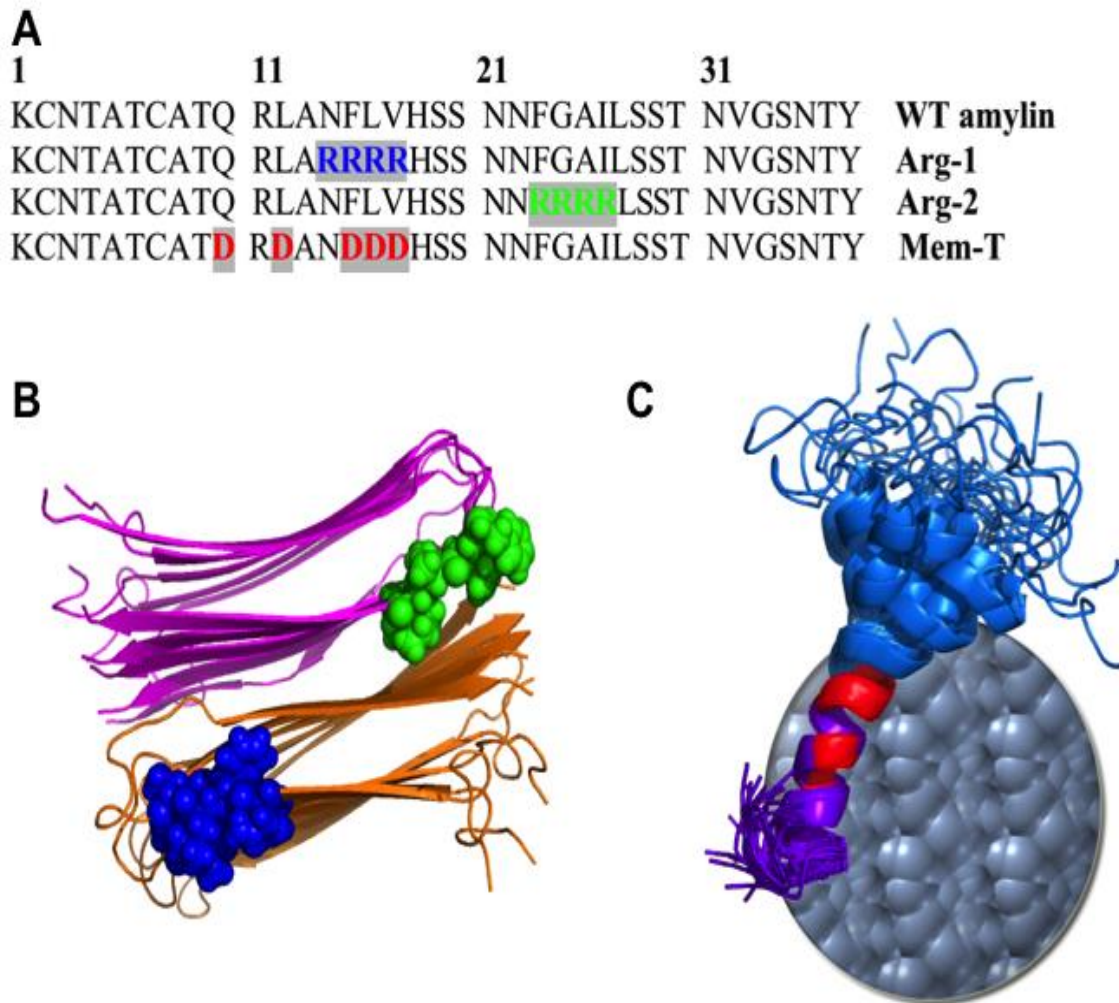 A
1 11 21 31
KCNTATCATQ RLANFLVHSS NNFGAILSST NVGSNTY WT amylin
KCNTATCATQ RLARRRRHSS NNFGAILSST NVGSNTY Arg-1
KCNTATCATQ RLANFLVHSS NNRRRRLSST NVGSNTY Arg-2
KCNTATCATD RDANDDDHSS NNFGAILSST NVGSNTY Mem-T
B
C